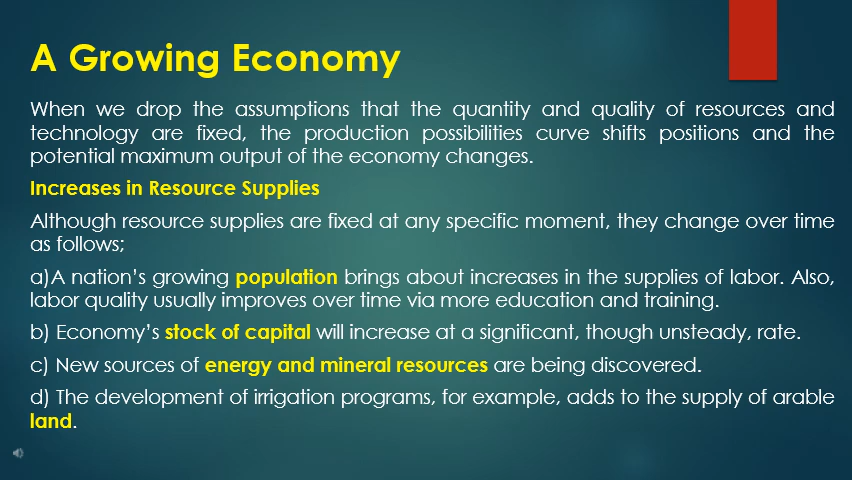 A Growing Economy
When we drop the assumptions that the quantity and quality of resources and
technology are fixed, the production possibilities curve shifts positions and the
potential maximum output of the economy changes.
Increases in Resource Supplies
Although resource supplies are fixed at any specific moment, they change over time
as follows;
a)A nation's growing population brings about increases in the supplies of labor. Also,
labor quality usually improves over time via more education and training.
b) Economy's stock of capital will increase at a significant, though unsteady, rate.
c) New sources of energy and mineral resources are being discovered.
d) The development of irrigation programs, for example, adds to the supply of arable
land.